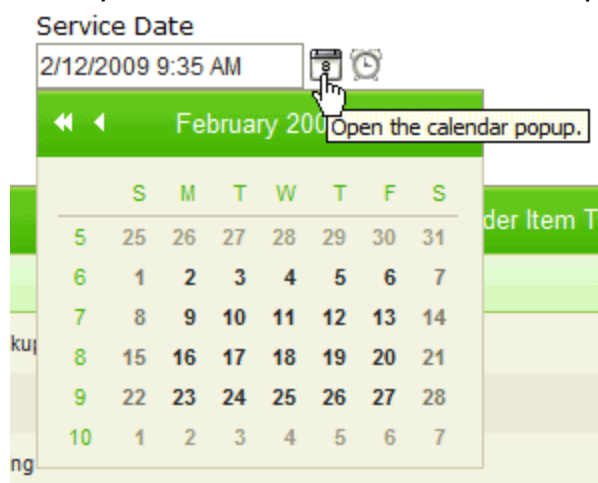 Service Date
2/12/2009 9:35 AM
8
February 200
Open the calendar popup.
S M T W T F S
der Item T
5 25 26 27 28 29 30 31
6 1 2 3 4 5 6 7
7 8 9 10 11 12 13 14
8 15 16 17 18 19 20 21
9 22 23 24 25 26 27 28
10 1 2 3 4 5 6 7
ng